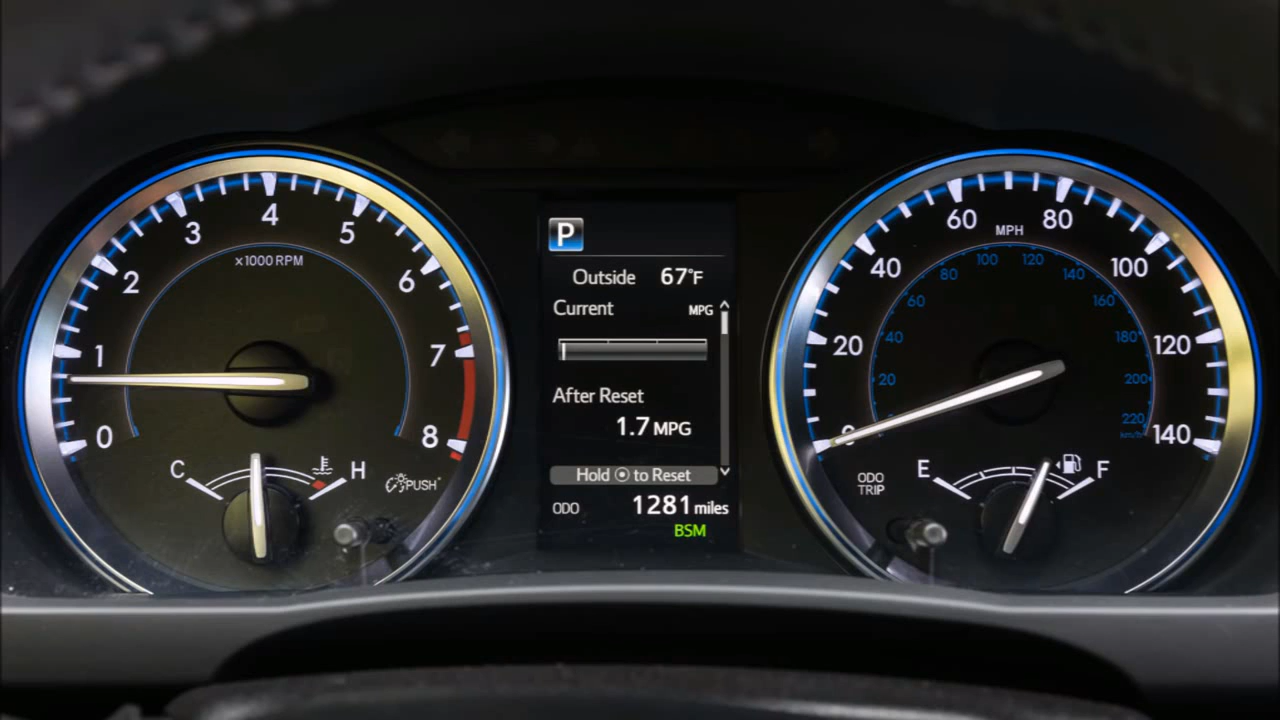 0
1
2
3
4
5
6
7
8
x1000 RPM
C
H
PUSH
P
Outside 67°F
Current MPG
After Reset
1.7 MPG
Hold to Reset
ODO 1281 miles
BSM
0
20
40
60
80
100
120
140
MPH
20
40
60
80
100
120
140
160
180
200
220
km/h
ODO
TRIP
E
F